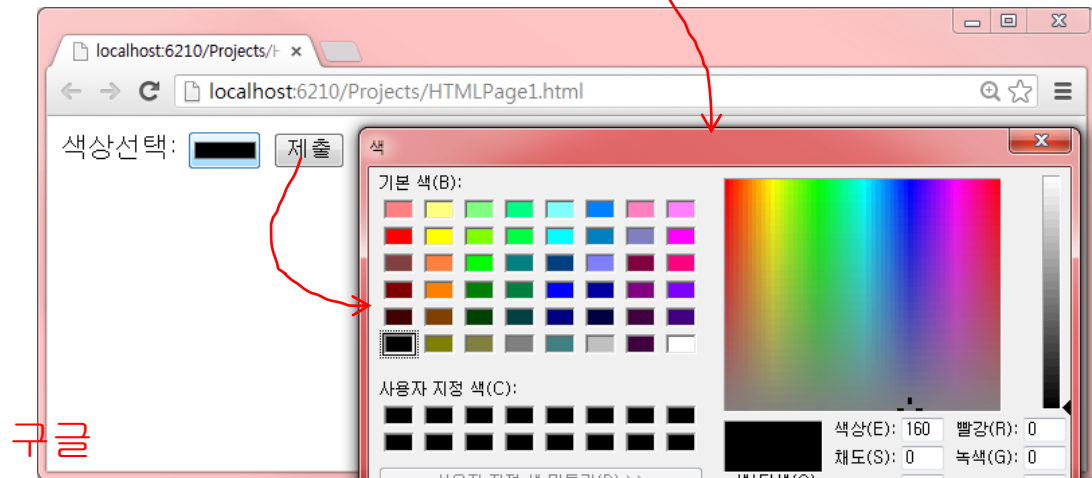 localhost:6210/Projects/H
localhost:6210/Projects/HTMLPage1.html
색상선택:
제출
색
기본 색(B):
사용자 지정 색(C):
색상(E): 160 빨강(R): 0
채도(S): 0 녹색(G): 0
구글